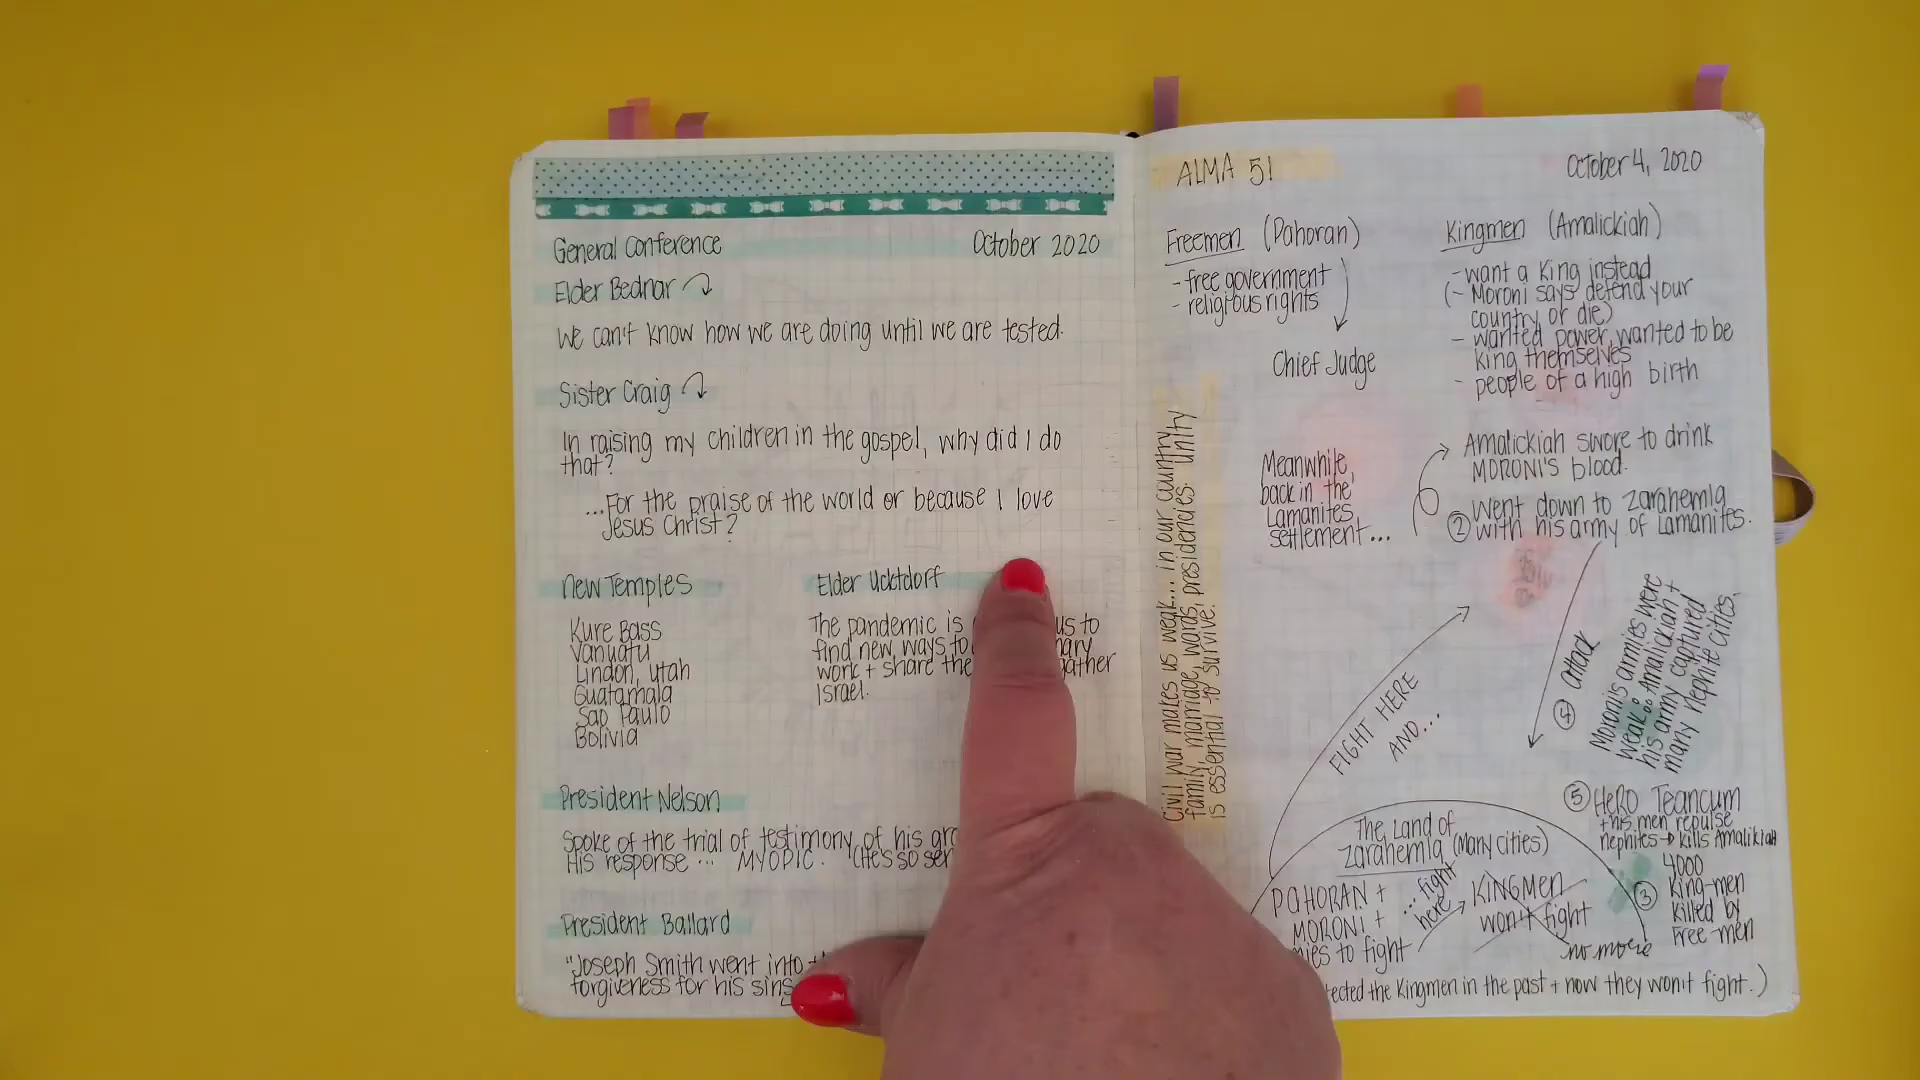 General Conference October 2020
Elder Bednar
We can't know how we are doing until we are tested.
Sister Craig
In raising my children in the gospel, why did I do
that?
...For the praise of the world or because I love
Jesus Christ?
New Temples
Kure Bass
Vanuatu
Lindon, Utah
Guatamala
Sao Paulo
Bolivia
Elder Ucktdorf
The pandemic is us to
find new ways to
work + share the gather
Israel.
President Nelson
Spoke of the trial of testimony of his
His response ... MYOPIC. (He's so
President Ballard
"Joseph Smith went into
forgiveness for his sins
ALMA 51 October 4, 2020
Freemen (Pahoran)
- free government
- religious rights
Chief Judge
Kingmen (Amalickiah)
- want a King instead
(- Moroni says defend your
country or die)
- wanted power, wanted to be
King themselves
- people of a high birth
Civil war makes us weak... in our country,
family, marriage, wards, presidencies. Unity
is essential to survive.
Meanwhile,
back in the
Lamanites
settlement...
Amalickiah swore to drink
MORONI'S blood.
② Went down to Zarahemla
with his army of Lamanites.
④ attack
Moronis armies were
weak... Amalickiah +
his army captured
many Nephite cities.
FIGHT HERE
AND...
⑤ HeRO Teancum
+ his men repulse
nephites → kills Amalikiah
The Land of
Zarahemla (Many cities)
PAHORAN +
MORONI +
to fight
...fight
here
KINGMEN
won't fight
no more
③ 4000
King-men
killed by
Free-men
the Kingmen in the past + now they won't fight.)